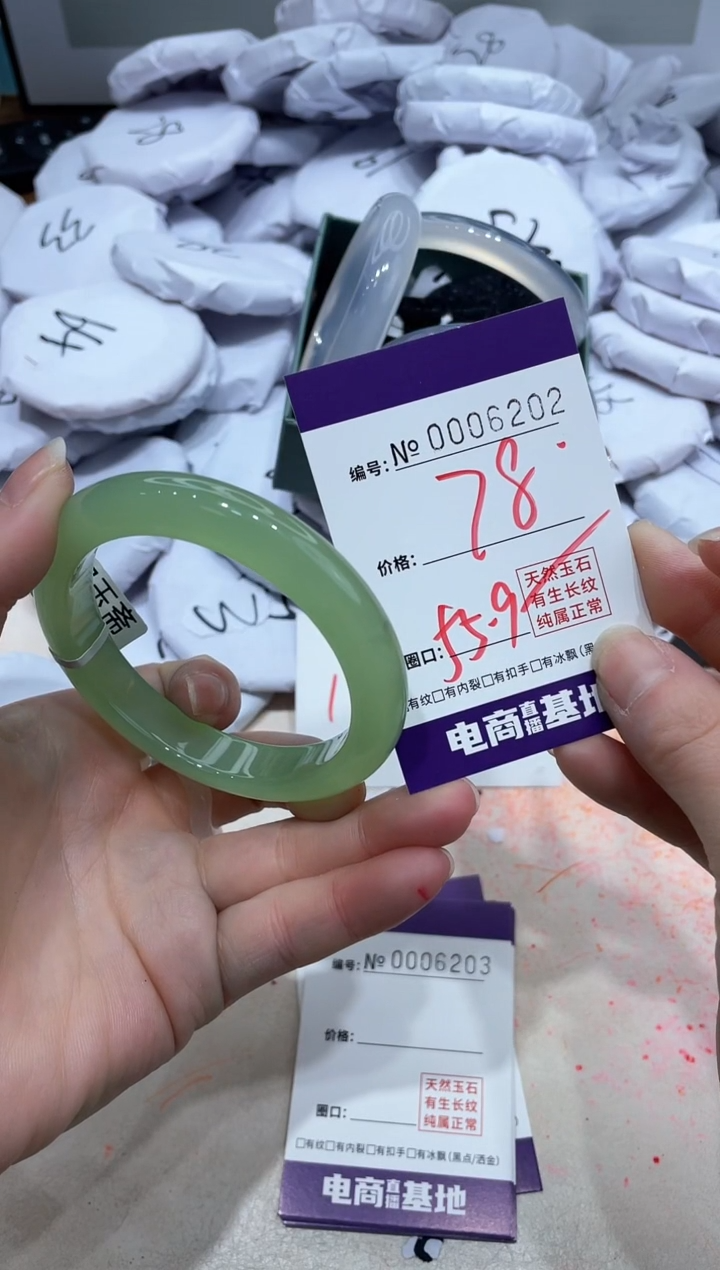 33
编号: № 0006202
78.
价格:
天然玉石
有生长纹
纯属正常
圈口: 55.9
有纹□有内裂□有扣手□有冰飘(黑
电商直播基地
编号: № 0006203
价格:
天然玉石
有生长纹
纯属正常
圈口:
□有纹□有内裂□有扣手□有冰飘(黑点/洒金)
电商直播基地